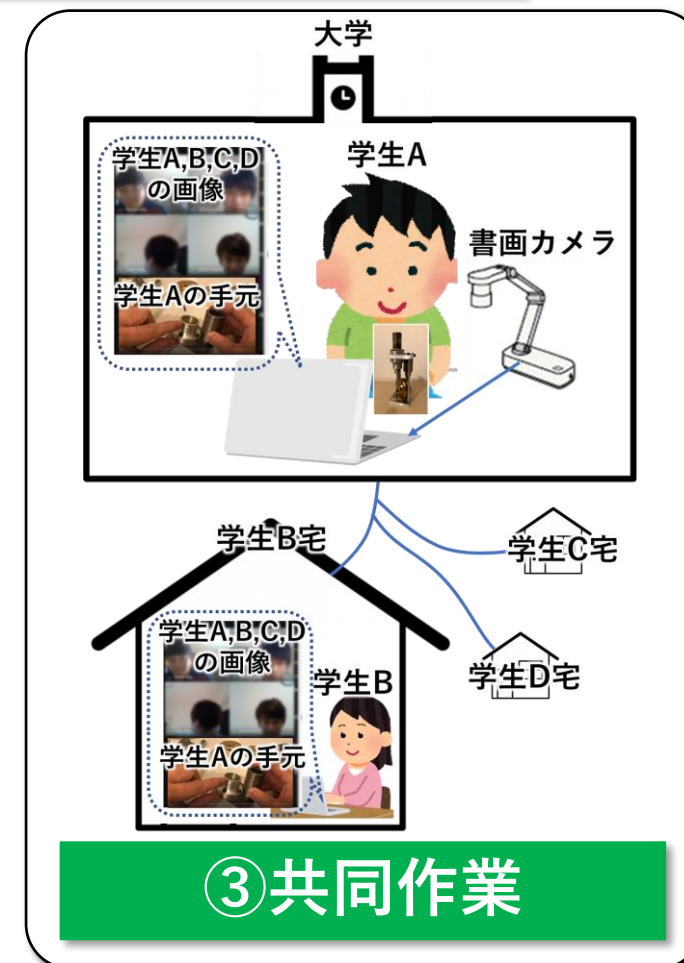 大学
学生A,B,C,D
の画像
学生A
書画カメラ
学生Aの手元
学生B宅
学生C宅
学生A,B,C,D
の画像
学生B
学生D宅
学生Aの手元
③共同作業